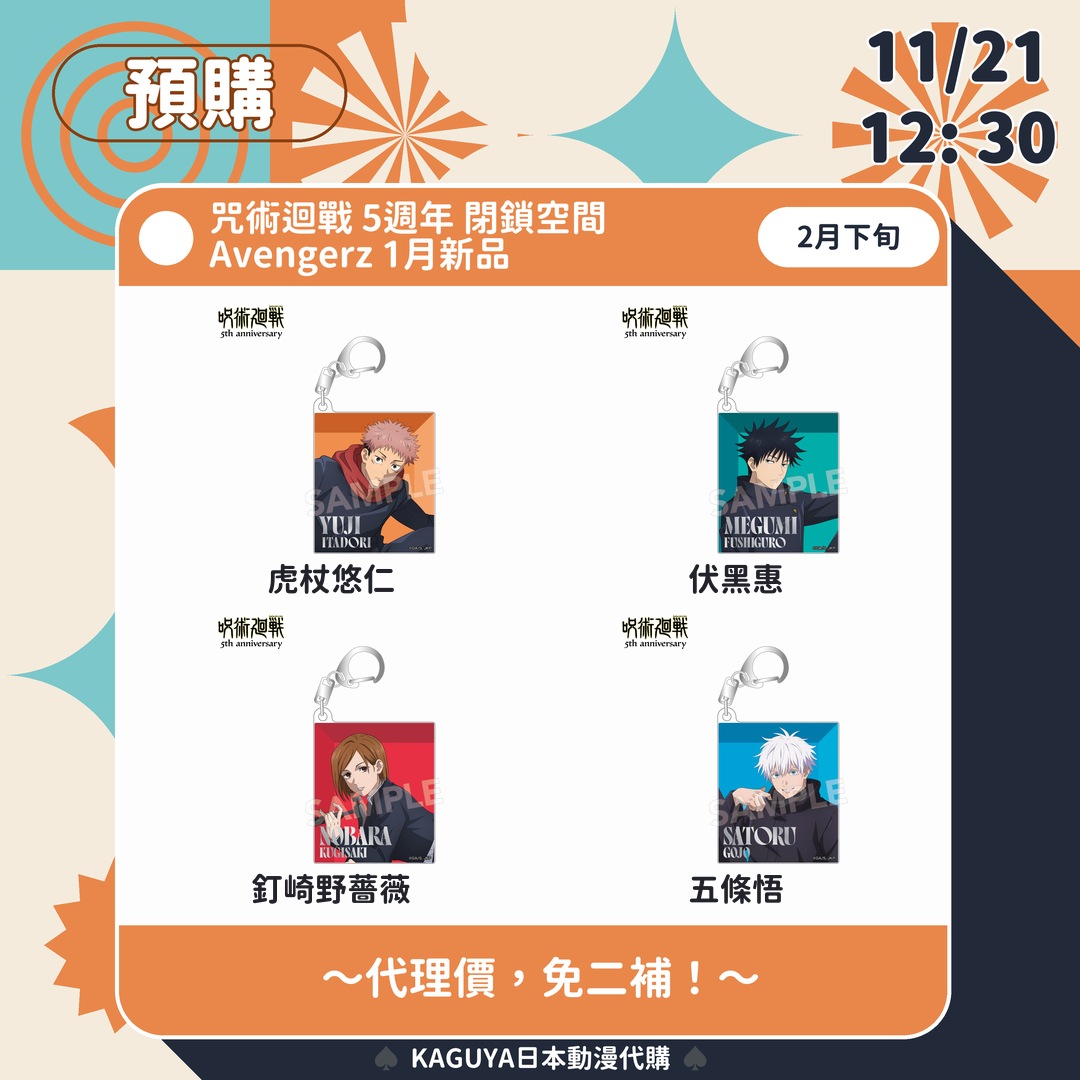 預購
11/21
12:30
咒術迴戰 5週年 閉鎖空間
Avengerz 1月新品
2月下旬
呪術廻戦
5th anniversary
SAMPLE
YUJI
ITADORI
虎杖悠仁
呪術廻戦
5th anniversary
SAMPLE
MEGUMI
FUSHIGURO
伏黑惠
呪術廻戦
5th anniversary
SAMPLE
NOBARA
KUGISAKI
釘崎野薔薇
呪術廻戦
5th anniversary
SAMPLE
SATORU
GOJO
五條悟
～代理價，免二補！～
KAGUYA日本動漫代購